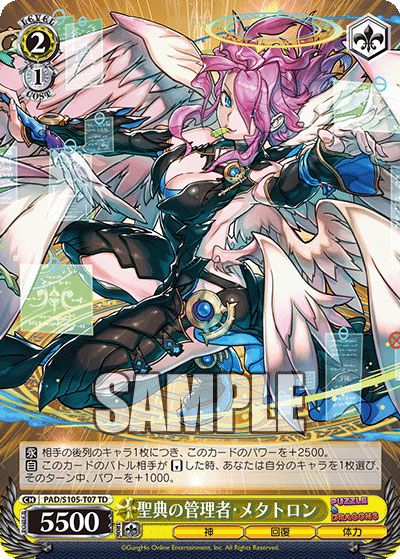 LEVEL
2
1
COST
SAMPLE
永 相手の後列のキャラ1枚につき、このカードのパワーを+2500。
自 このカードのバトル相手が した時、あなたは自分のキャラを1枚選び、
そのターン中、パワーを+1000。
CH PAD/S105-T07 TD
POWER
5500
聖典の管理者・メタトロン
PUZZLE
& DRAGONS
神 回復 体力
©GungHo Online Entertainment, Inc. All Rights Reserved.